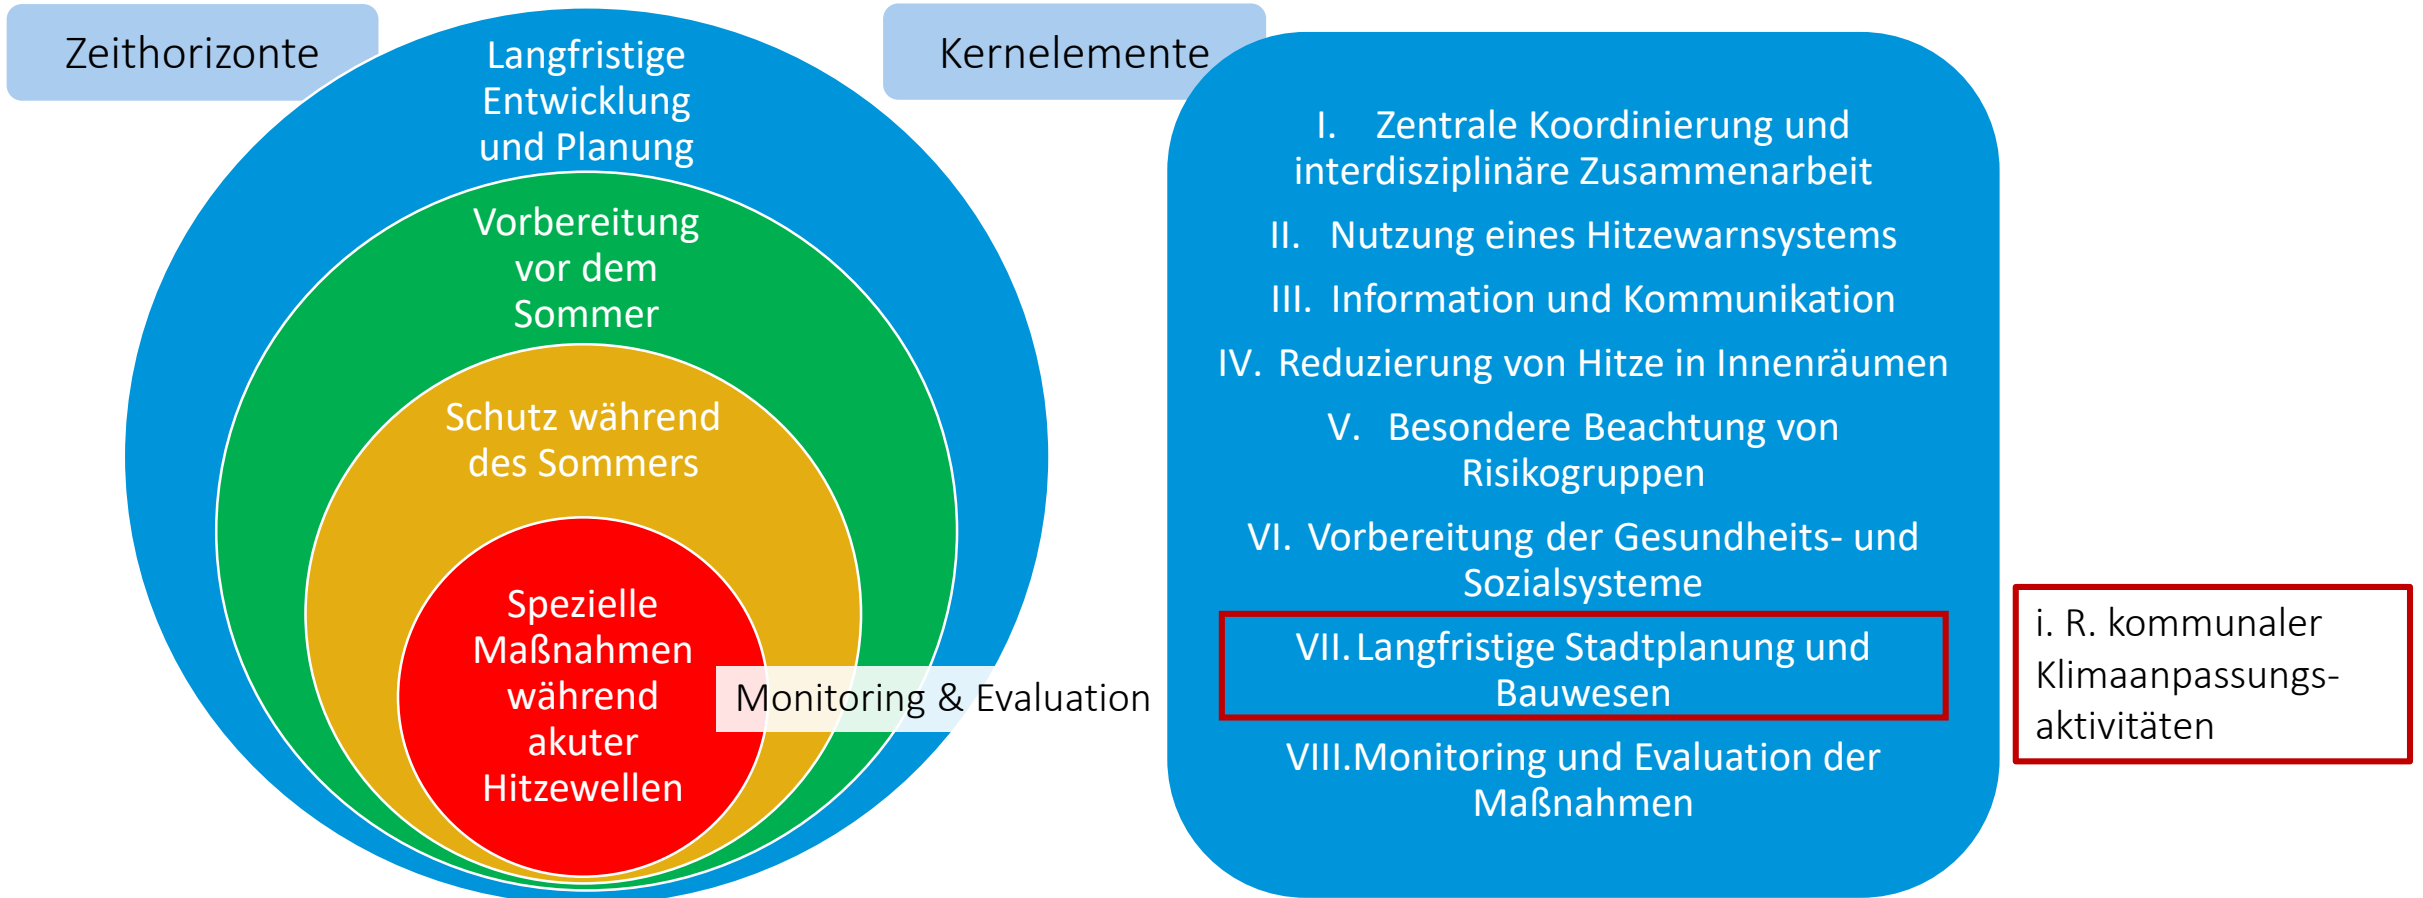 Zeithorizonte
Langfristige
Entwicklung
und Planung
Vorbereitung
vor dem
Sommer
Schutz während
des Sommers
Spezielle
Maßnahmen
während
akuter
Hitzewellen
Monitoring & Evaluation
Kernelemente
I. Zentrale Koordinierung und
interdisziplinäre Zusammenarbeit
II. Nutzung eines Hitzewarnsystems
III. Information und Kommunikation
IV. Reduzierung von Hitze in Innenräumen
V. Besondere Beachtung von
Risikogruppen
VI. Vorbereitung der Gesundheits- und
Sozialsysteme
VII. Langfristige Stadtplanung und
Bauwesen
VIII.Monitoring und Evaluation der
Maßnahmen
i. R. kommunaler
Klimaanpassungs-
aktivitäten